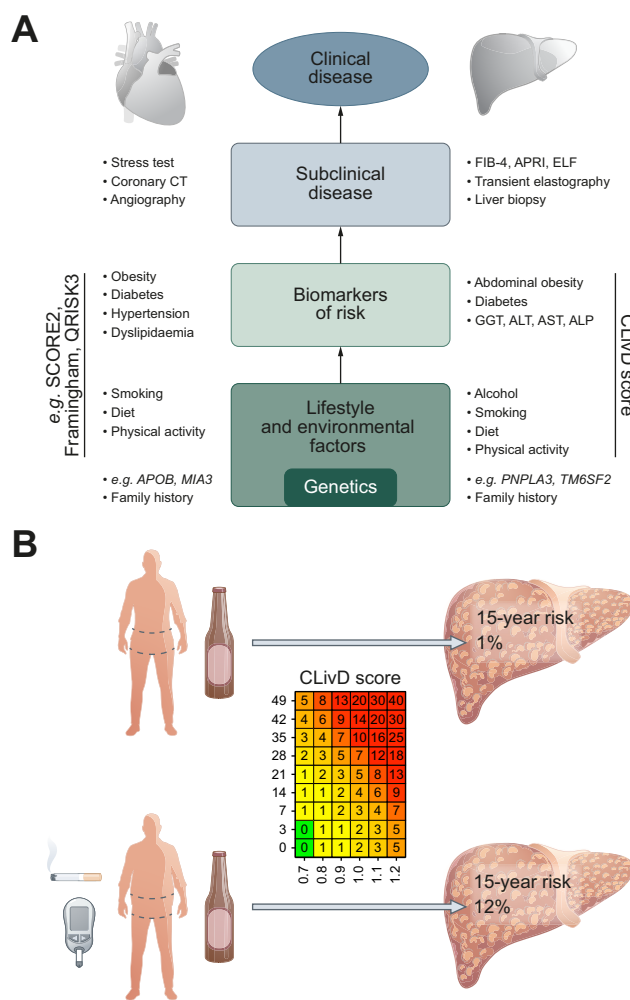 A
Clinical
disease
• Stress test
• Coronary CT
• Angiography
Subclinical
disease
• FIB-4, APRI, ELF
• Transient elastography
• Liver biopsy
e.g. SCORE2,
Framingham, QRISK3
• Obesity
• Diabetes
• Hypertension
• Dyslipidaemia
Biomarkers
of risk
• Abdominal obesity
• Diabetes
• GGT, ALT, AST, ALP
CLivD score
• Smoking
• Diet
• Physical activity
Lifestyle
and environmental
factors
• Alcohol
• Smoking
• Diet
• Physical activity
• e.g. APOB, MIA3
• Family history
Genetics
• e.g. PNPLA3, TM6SF2
• Family history
B
15-year risk
1%
CLivD score
49 5 8 13 20 30 40
42 4 6 9 14 20 30
35 3 4 7 10 16 25
28 2 3 5 7 12 18
21 1 2 3 5 8 13
14 1 1 2 4 6 9
7 1 1 2 3 4 7
3 0 1 1 2 3 5
0 0 1 1 2 3 5
0.7 0.8 0.9 1.0 1.1 1.2
15-year risk
12%